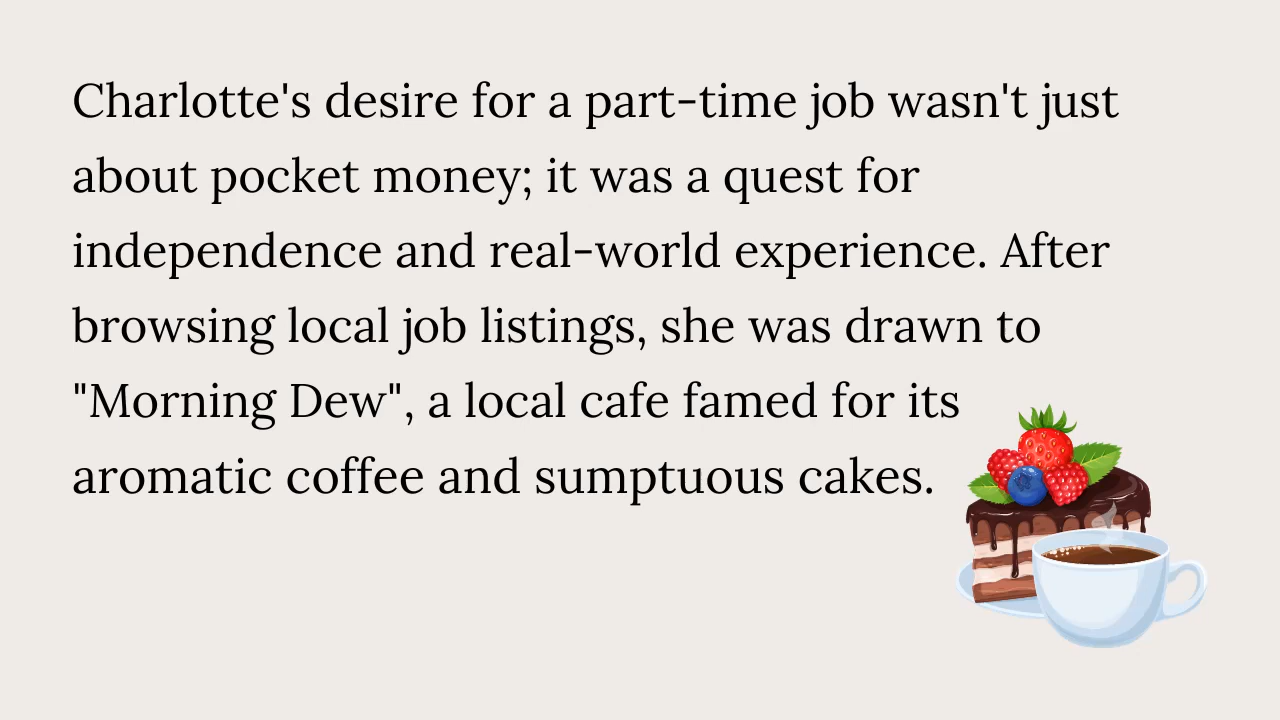 Charlotte's desire for a part-time job wasn't just
about pocket money; it was a quest for
independence and real-world experience. After
browsing local job listings, she was drawn to
"Morning Dew", a local cafe famed for its
aromatic coffee and sumptuous cakes.